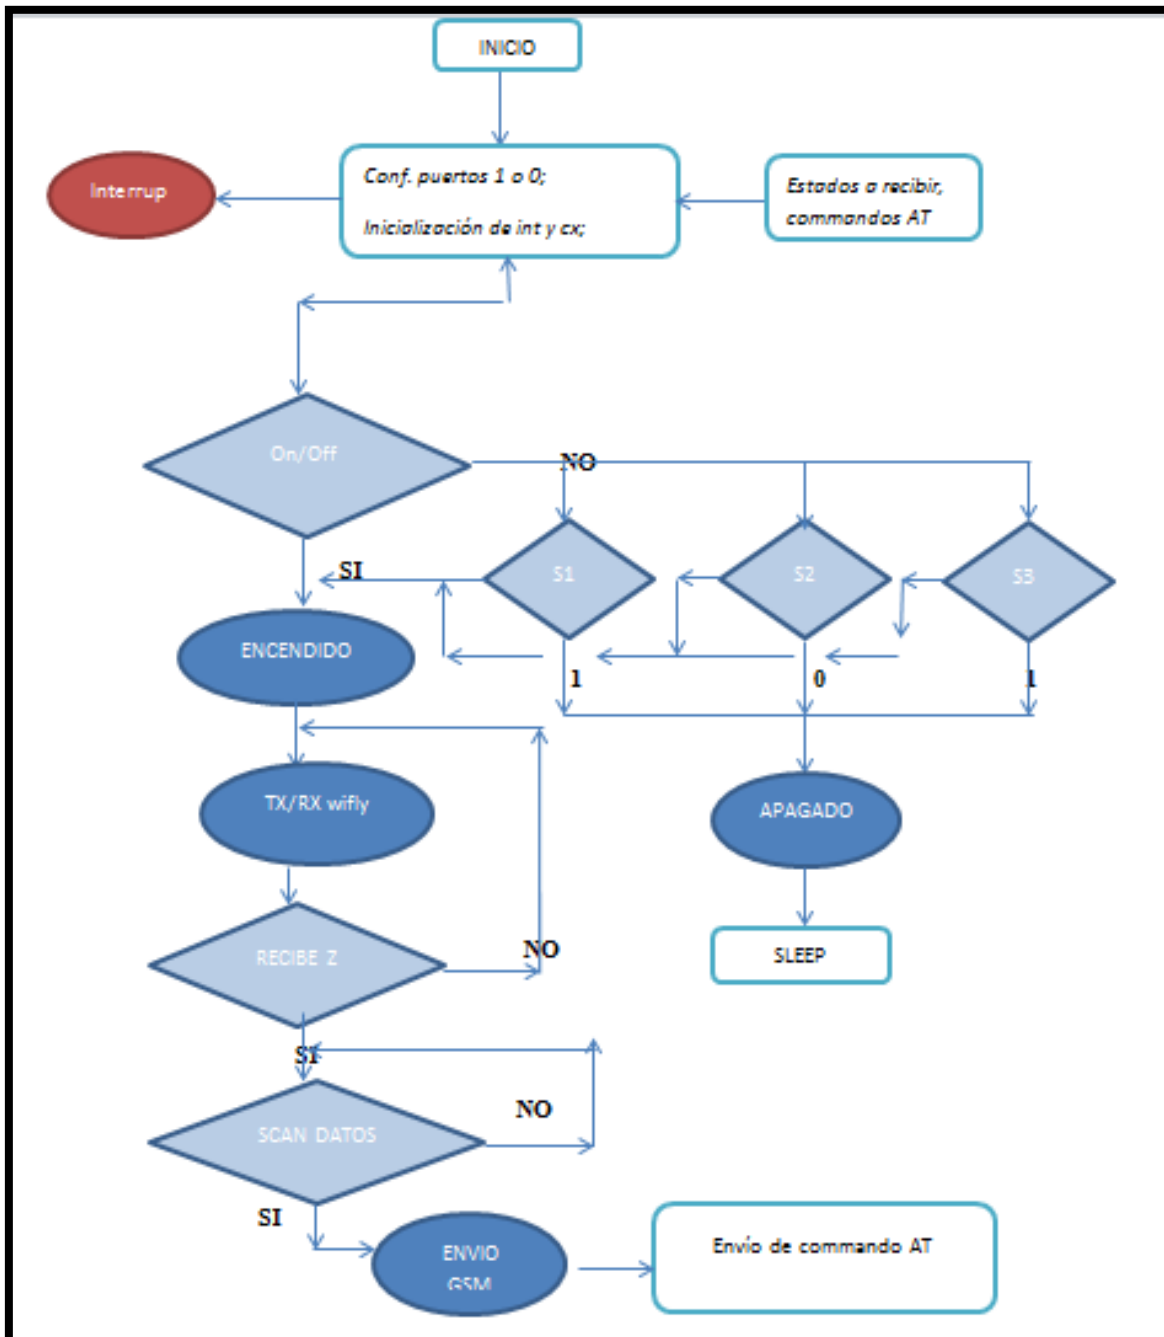 INICIO
Interrup
Conf. puertos 1 o 0;
Inicialización de int y cx;
Estados a recibir,
commandos AT
On/Off
NO
SI
S1
S2
S3
ENCENDIDO
1
0
1
TX/RX wifly
APAGADO
RECIBE Z
NO
SLEEP
SI
SCAN DATOS
NO
SI
ENVIO
GSM
Envío de commando AT